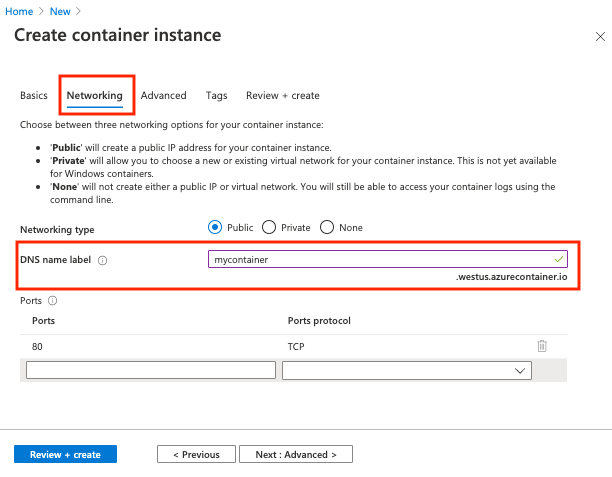 Home > New >
Create container instance
Basics Networking Advanced Tags Review + create
Choose between three networking options for your container instance:
• 'Public' will create a public IP address for your container instance.
• 'Private' will allow you to choose a new or existing virtual network for your container instance. This is not yet available
for Windows containers.
• 'None' will not create either a public IP or virtual network. You will still be able to access your container logs using the
command line.
Networking type Public Private None
DNS name label mycontainer
.westus.azurecontainer.io
Ports
Ports Ports protocol
80 TCP
Review + create < Previous Next : Advanced >